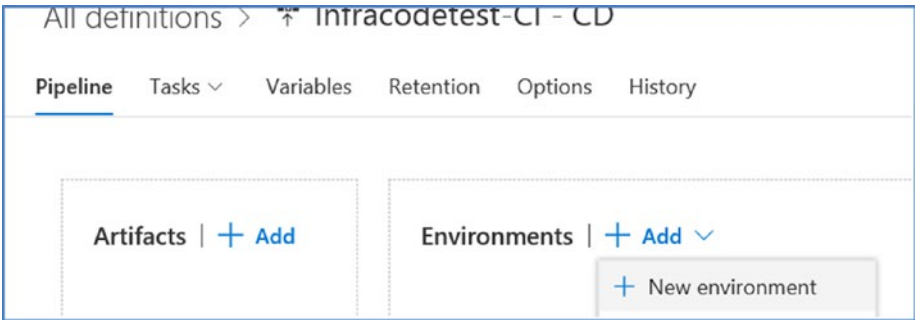 All definitions > Infracodetest-CI - CD
Pipeline Tasks Variables Retention Options History
Artifacts | + Add Environments | + Add
+ New environment